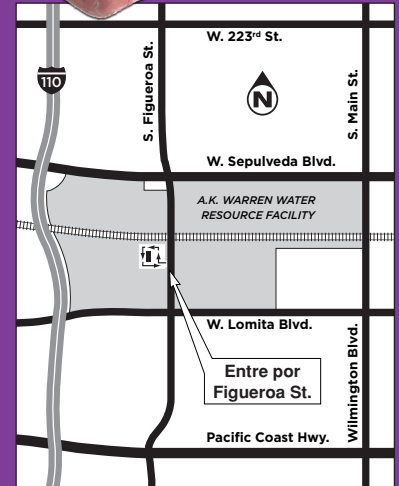 W. 223rd St.
110
S. Figueroa St.
N
S. Main St.
W. Sepulveda Blvd.
A.K. WARREN WATER
RESOURCE FACILITY
W. Lomita Blvd.
Entre por
Figueroa St.
Wilmington Blvd.
Pacific Coast Hwy.